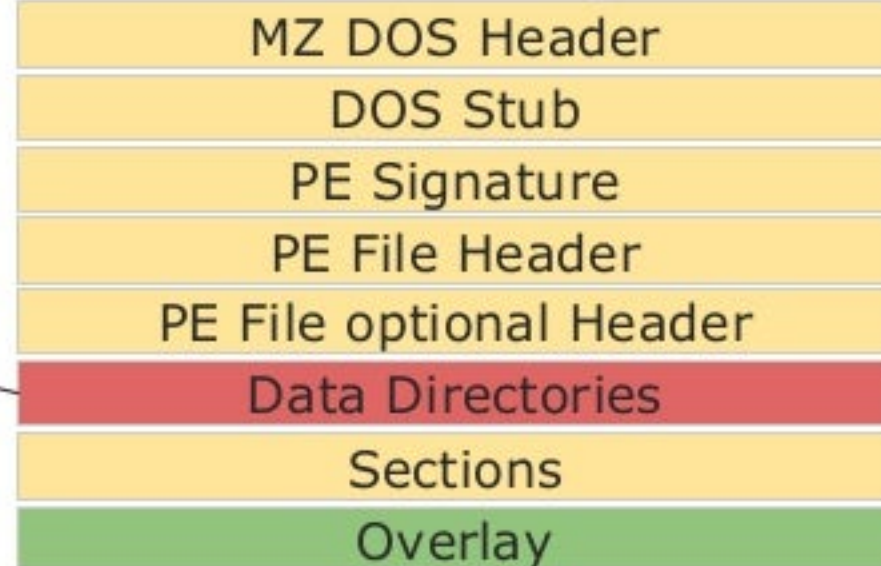 MZ DOS Header
DOS Stub
PE Signature
PE File Header
PE File optional Header
Data Directories
Sections
Overlay